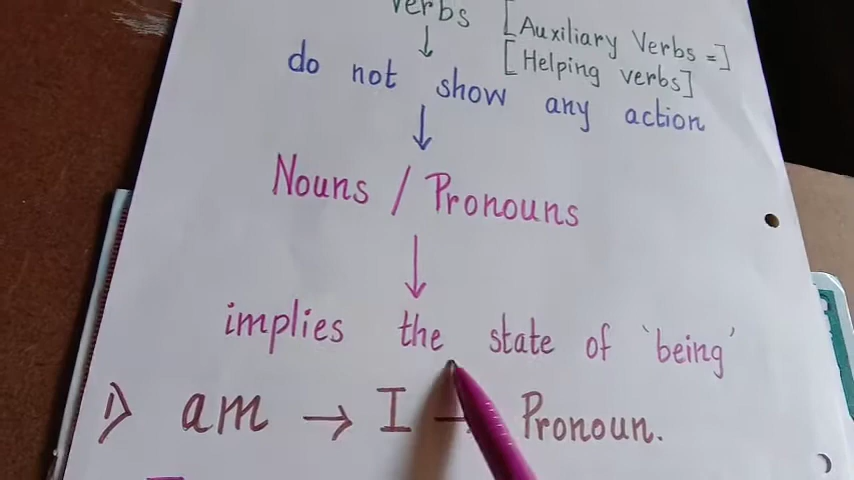 verbs [Auxiliary Verbs =]
[Helping verbs]
↓
do not show any action
↓
Nouns / Pronouns
↓
implies the state of 'being'
1) am → I → Pronoun.